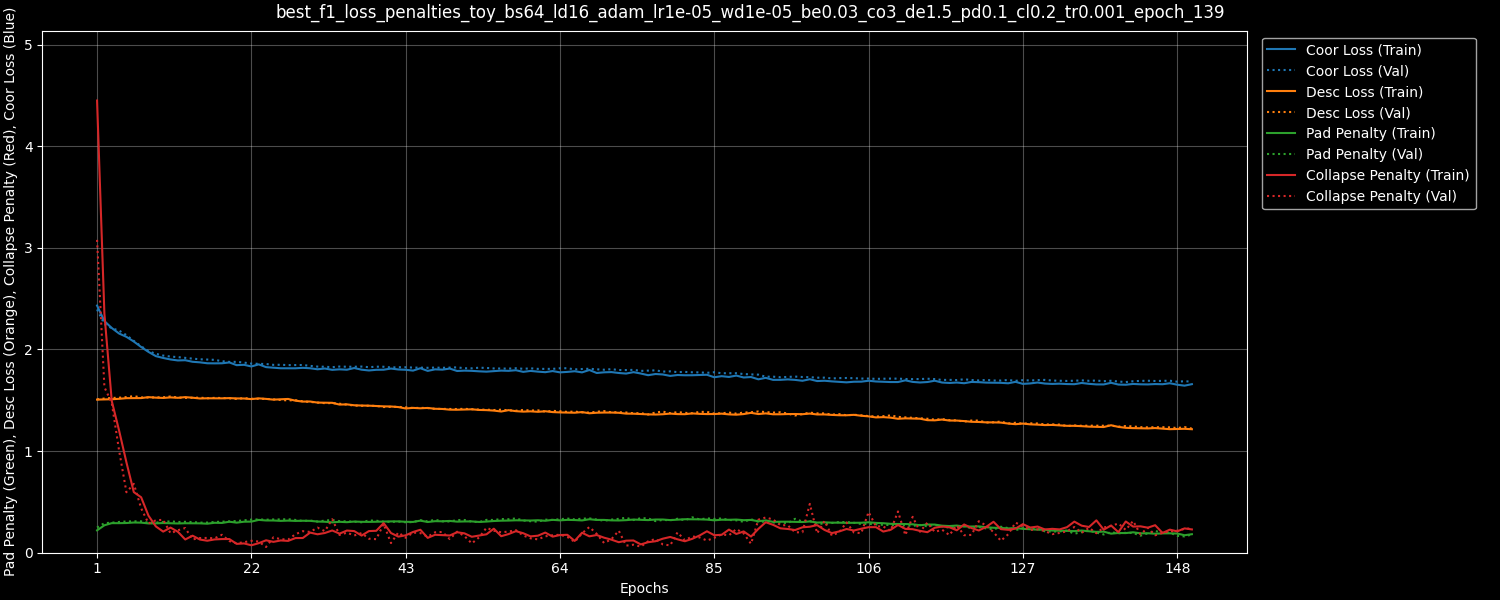 best_f1_loss_penalties_toy_bs64_ld16_adam_lr1e-05_wd1e-05_be0.03_co3_de1.5_pd0.1_cl0.2_tr0.001_epoch_139
Pad Penalty (Green), Desc Loss (Orange), Collapse Penalty (Red), Coor Loss (Blue)
5
4
3
2
1
0
1 22 43 64 85 106 127 148
Epochs
Coor Loss (Train)
Coor Loss (Val)
Desc Loss (Train)
Desc Loss (Val)
Pad Penalty (Train)
Pad Penalty (Val)
Collapse Penalty (Train)
Collapse Penalty (Val)